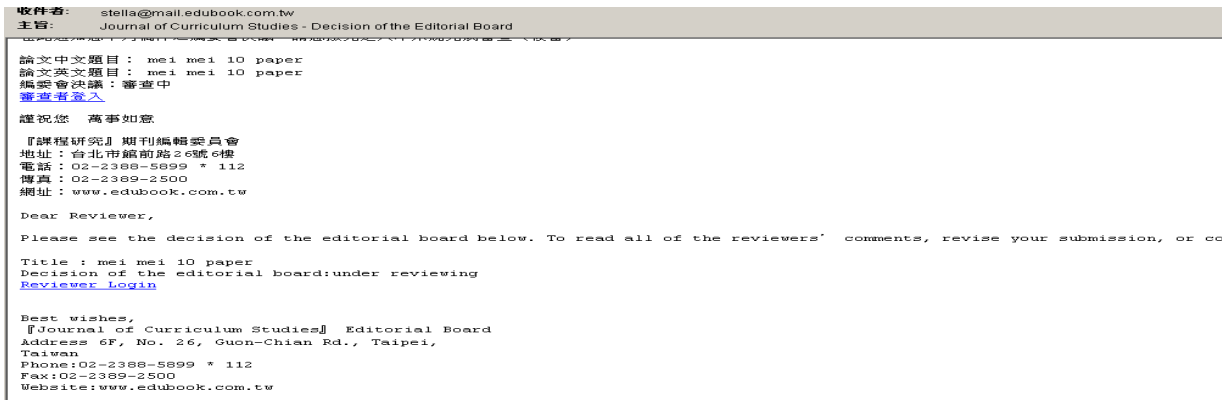 收件者: stella@mail.edubook.com.tw
主旨: Journal of Curriculum Studies - Decision of the Editorial Board
論文中文題目： mei mei 10 paper
論文英文題目： mei mei 10 paper
編委會決議：審查中
審查者登入
謹祝您 萬事如意
『課程研究』期刊編輯委員會
地址：台北市館前路26號6樓
電話：02-2388-5899 * 112
傳真：02-2389-2500
網址：www.edubook.com.tw
Dear Reviewer,
Please see the decision of the editorial board below. To read all of the reviewers' comments, revise your submission, or co
Title : mei mei 10 paper
Decision of the editorial board:under reviewing
Reviewer Login
Best wishes,
『Journal of Curriculum Studies』 Editorial Board
Address 6F, No. 26, Guon-Chian Rd., Taipei,
Taiwan
Phone:02-2388-5899 * 112
Fax:02-2389-2500
Website:www.edubook.com.tw